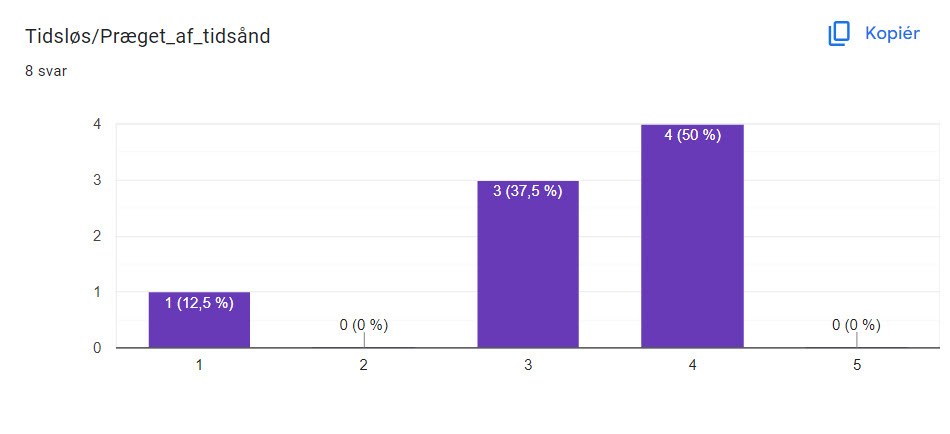 Tidsløs/Præget_af_tidsånd
Kopiér
8 svar
4
3
2
1
0
1 (12,5 %)
0 (0 %)
3 (37,5 %)
4 (50 %)
0 (0 %)
1
2
3
4
5